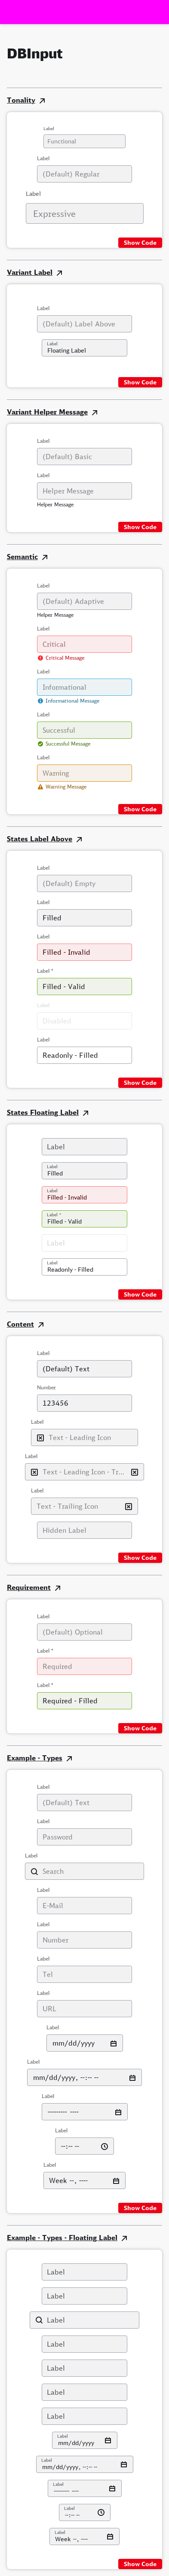 DBInput
Tonality
Label
Functional
Label
(Default) Regular
Label
Expressive
Show Code
Variant Label
Label
(Default) Label Above
Label
Floating Label
Show Code
Variant Helper Message
Label
(Default) Basic
Label
Helper Message
Helper Message
Show Code
Semantic
Label
(Default) Adaptive
Helper Message
Label
Critical
Critical Message
Label
Informational
Informational Message
Label
Successful
Successful Message
Label
Warning
Warning Message
Show Code
States Label Above
Label
(Default) Empty
Label
Filled
Label
Filled - Invalid
Label *
Filled - Valid
Label
Disabled
Label
Readonly - Filled
Show Code
States Floating Label
Label
Label
Filled
Label
Filled - Invalid
Label *
Filled - Valid
Label
Label
Readonly - Filled
Show Code
Content
Label
(Default) Text
Number
123456
Label
Text - Leading Icon
Label
Text - Leading Icon - Tr...
Label
Text - Trailing Icon
Hidden Label
Show Code
Requirement
Label
(Default) Optional
Label *
Required
Label *
Required - Filled
Show Code
Example - Types
Label
(Default) Text
Label
Password
Label
Search
Label
E-Mail
Label
Number
Label
Tel
Label
URL
Label
mm/dd/yyyy
Label
mm/dd/yyyy, --:-- --
Label
--------- ----
Label
--:-- --
Label
Week --, ----
Show Code
Example - Types - Floating Label
Label
Label
Label
Label
Label
Label
Label
Label
mm/dd/yyyy
Label
mm/dd/yyyy, --:-- --
Label
--------- ----
Label
--:-- --
Label
Week --, ----
Show Code